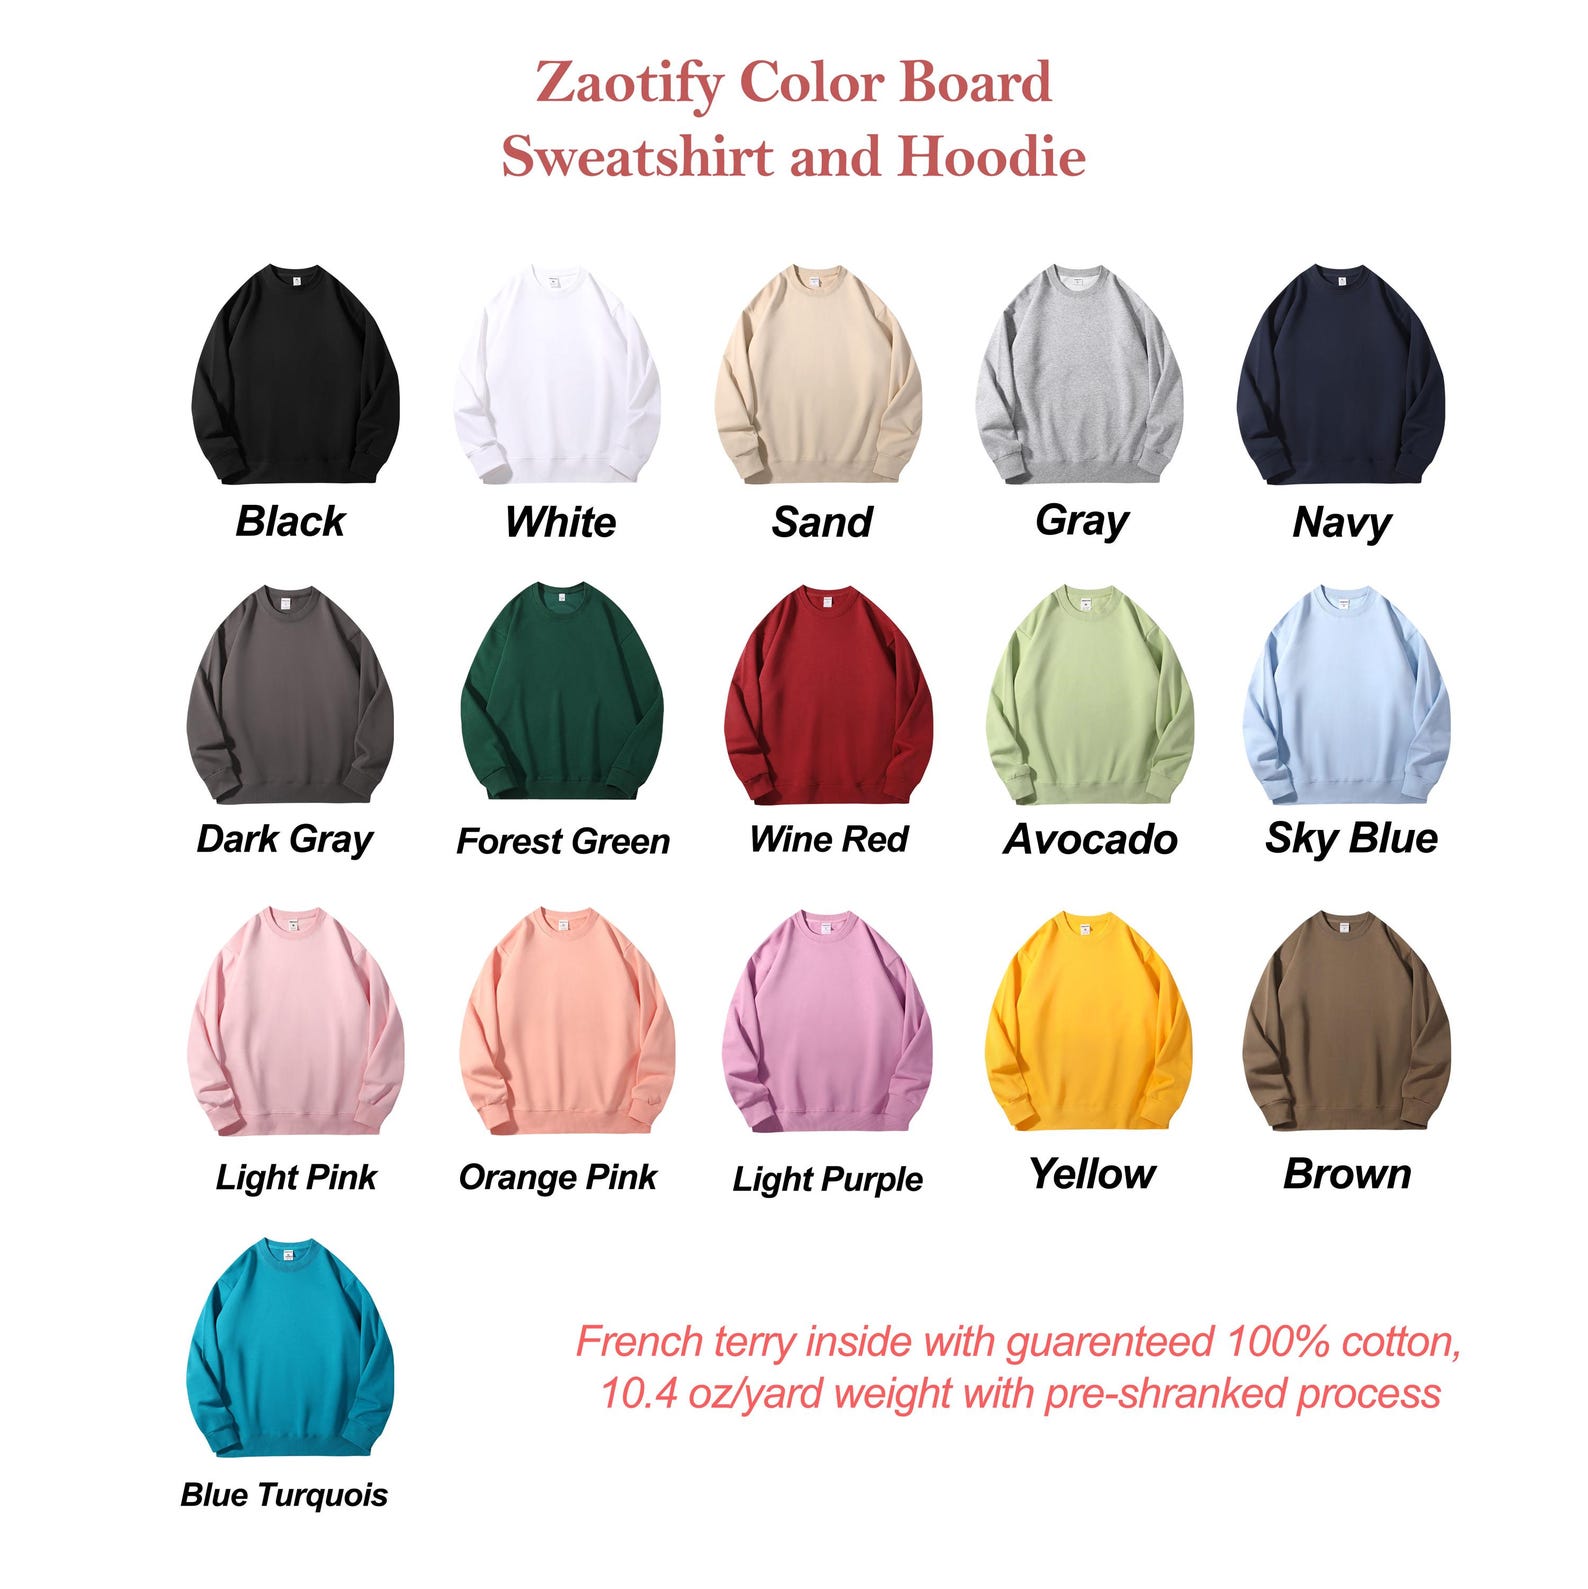 Zaotify Color Board
Sweatshirt and Hoodie
Black
White
Sand
Gray
Navy
Dark Gray
Forest Green
Wine Red
Avocado
Sky Blue
Light Pink
Orange Pink
Light Purple
Yellow
Brown
Blue Turquois
French terry inside with guarenteed 100% cotton,
10.4 oz/yard weight with pre-shranked process